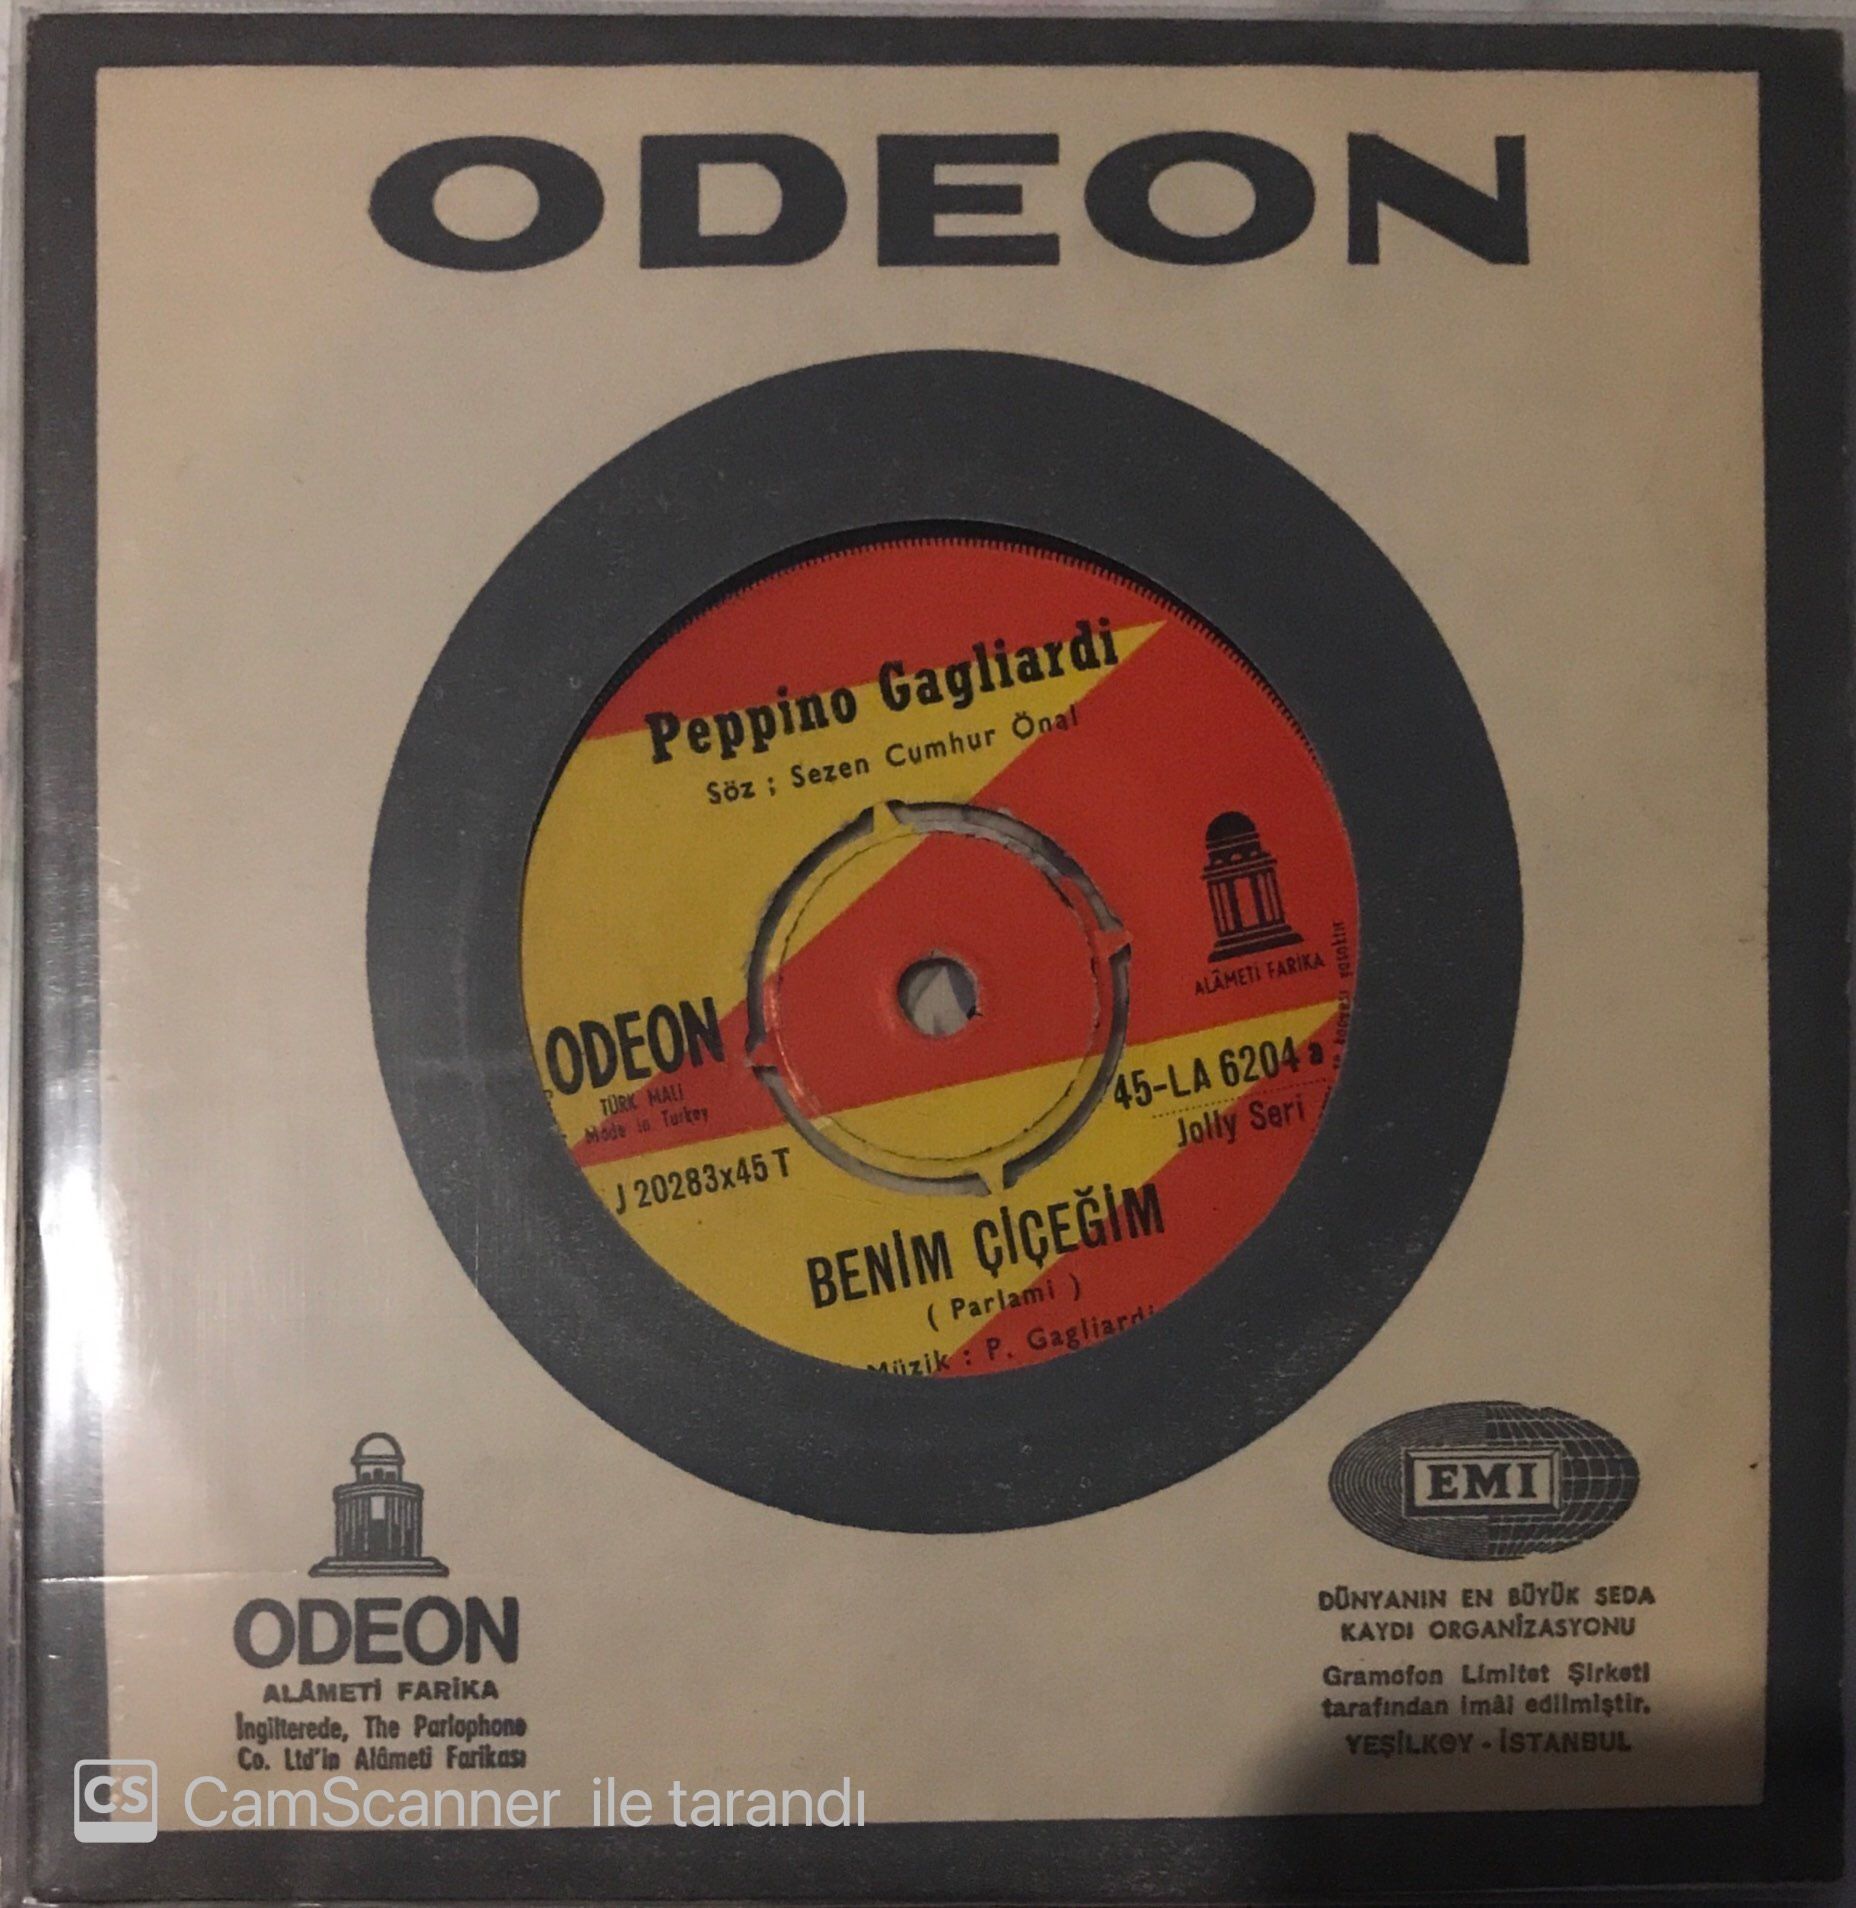 ODEON
Peppino Gagliardi
Söz ; Sezen Cumhur Önal
ALÂMETİ FARİKA
ODEON
TÜRK MALI
Made in Turkey
45-LA 6204 a
Jolly Seri
J 20283x45 T
BENİM ÇİÇEĞİM
( Parlami )
Müzik : P. Gagliardi
ODEON
ALÂMETİ FARİKA
İngilterede, The Parlophone
Co. Ltd'in Alâmeti Farikası
EMI
DÜNYANIN EN BÜYÜK SEDA
KAYDI ORGANİZASYONU
Gramofon Limitet Şirketi
tarafından imâl edilmiştir.
YEŞİLKÖY - İSTANBUL
CS CamScanner ile tarandı